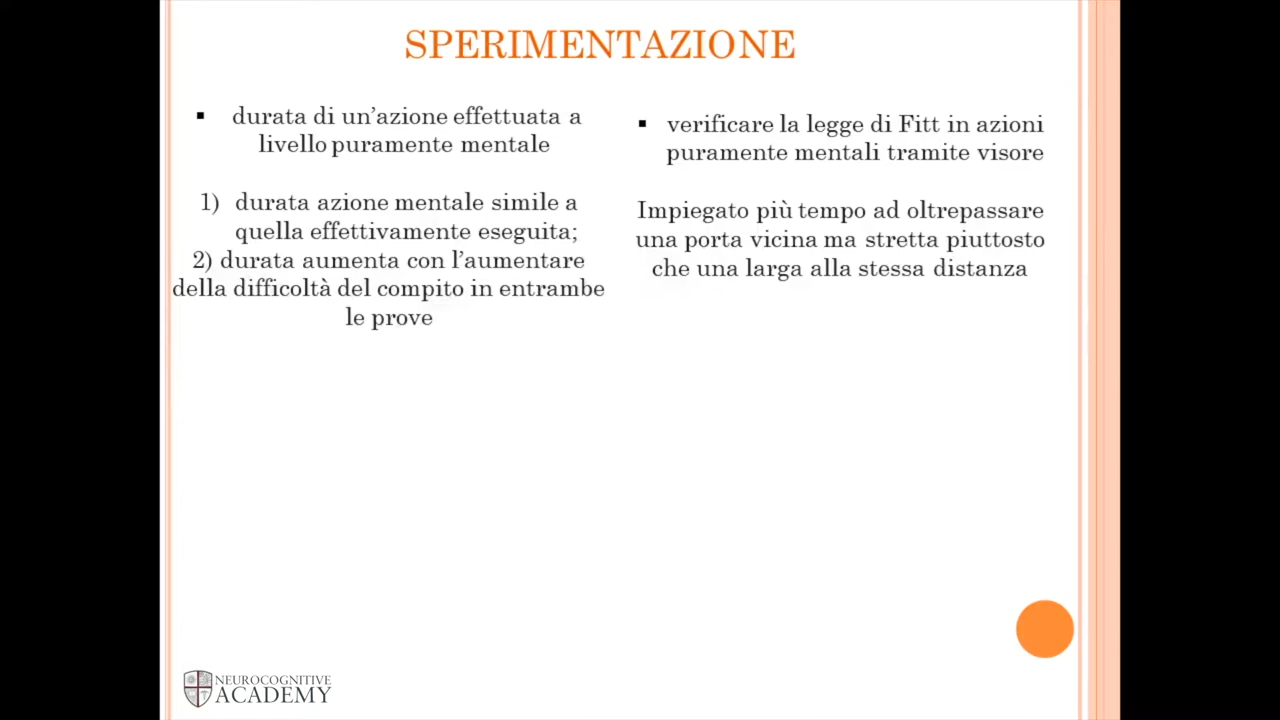 SPERIMENTAZIONE
▪ durata di un’azione effettuata a
livello puramente mentale
1) durata azione mentale simile a
quella effettivamente eseguita;
2) durata aumenta con l’aumentare
della difficoltà del compito in entrambe
le prove
▪ verificare la legge di Fitt in azioni
puramente mentali tramite visore
Impiegato più tempo ad oltrepassare
una porta vicina ma stretta piuttosto
che una larga alla stessa distanza
NEUROCOGNITIVE
ACADEMY